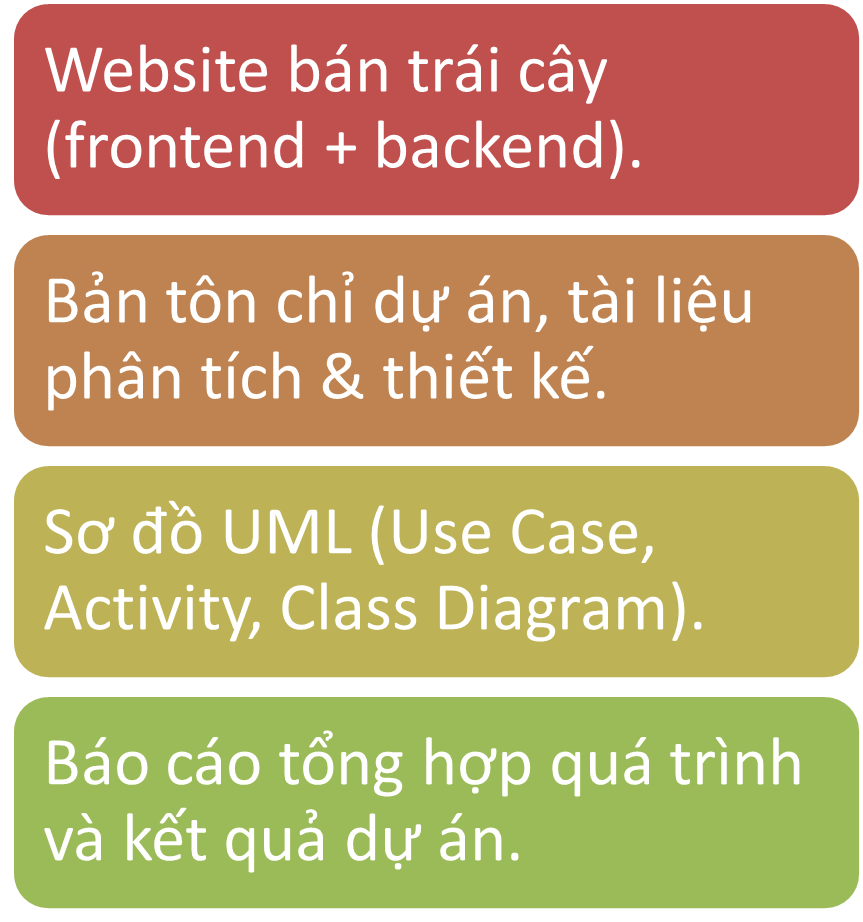 Website bán trái cây
(frontend + backend).
Bản tôn chỉ dự án, tài liệu
phân tích & thiết kế.
Sơ đồ UML (Use Case,
Activity, Class Diagram).
Báo cáo tổng hợp quá trình
và kết quả dự án.